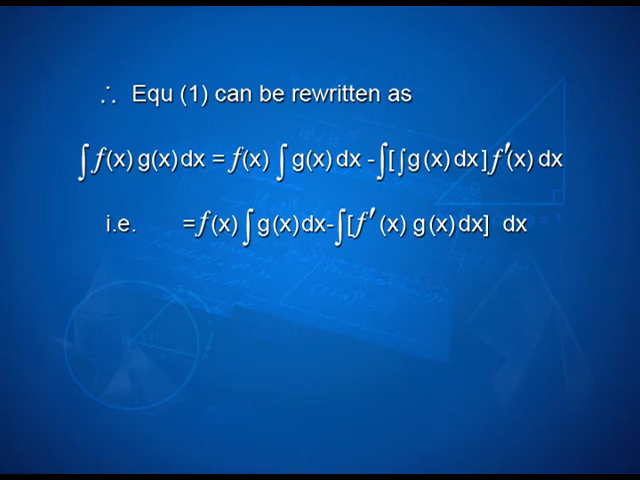 ∴ Equ (1) can be rewritten as
∫ f(x) g(x) dx = f(x) ∫ g(x) dx - ∫[∫g(x) dx] f′(x) dx
i.e. =f(x) ∫ g(x) dx-∫[f′ (x) g(x) dx] dx